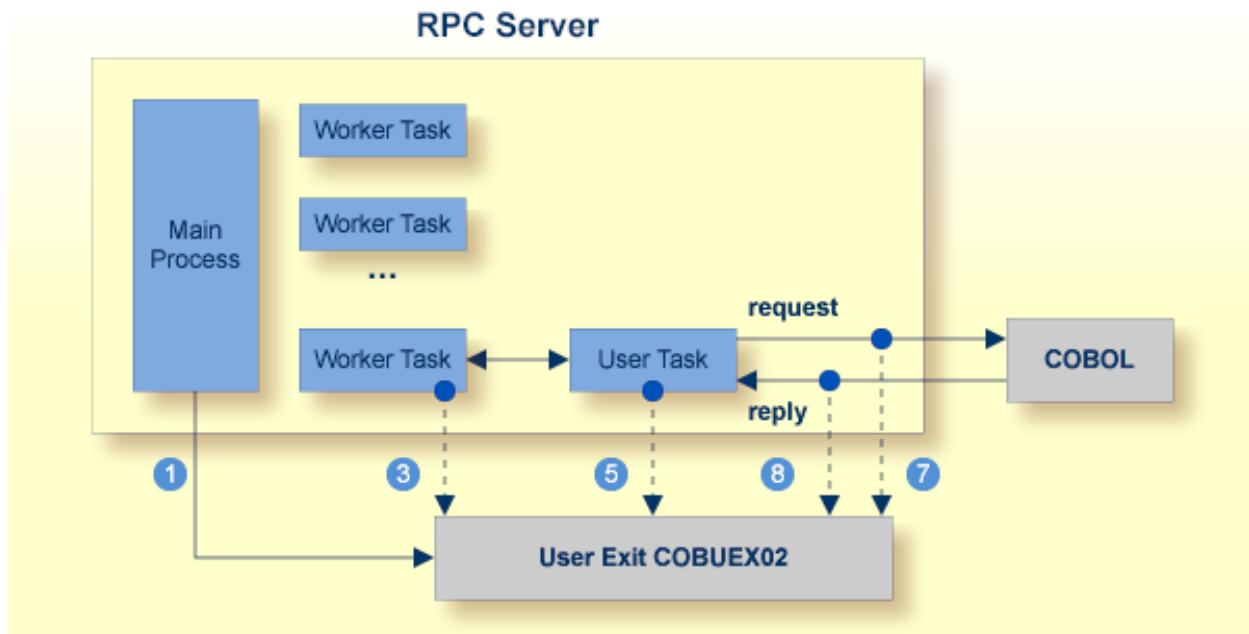 RPC Server
Main
Process
Worker Task
Worker Task
...
Worker Task
User Task
request
reply
COBOL
1
3
5
8
7
User Exit COBUEX02